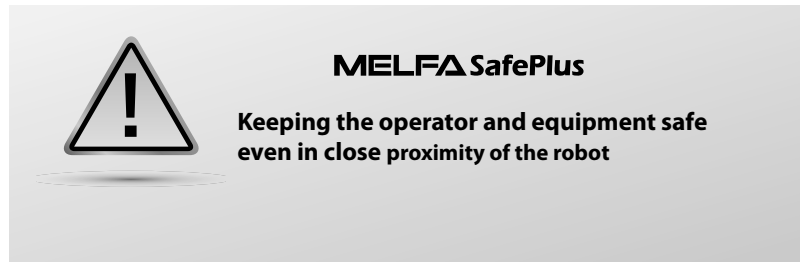 MELFA SafePlus
Keeping the operator and equipment safe
even in close proximity of the robot